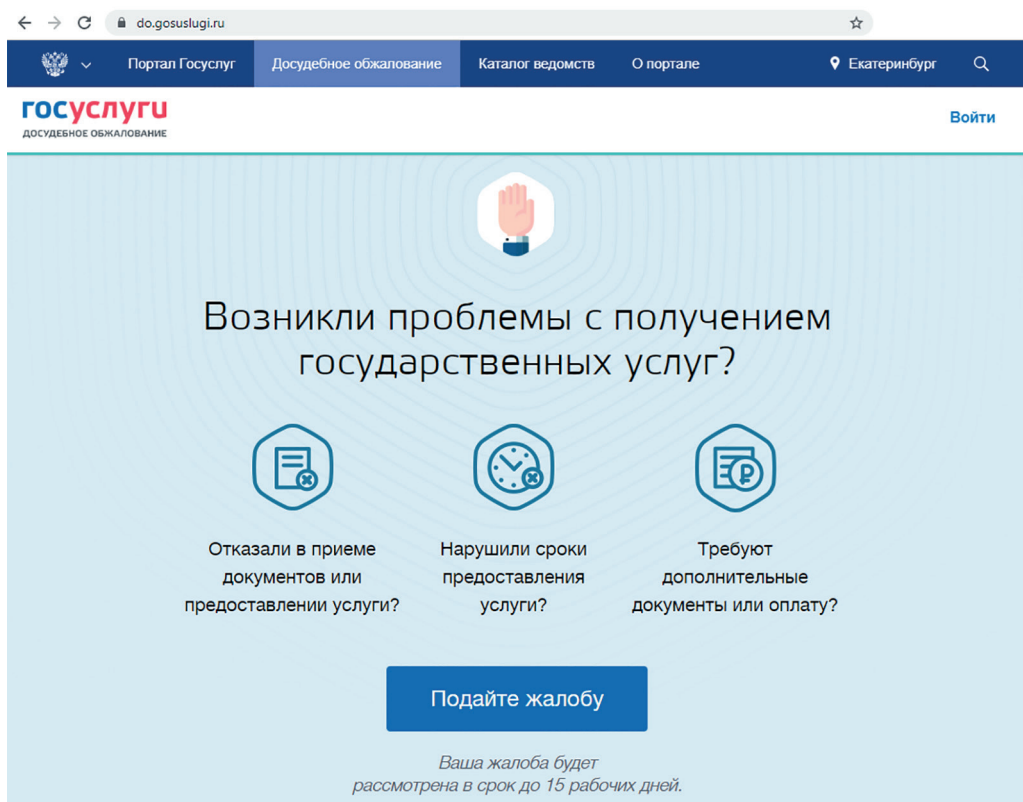 do.gosuslugi.ru
Портал Госуслуг Досудебное обжалование Каталог ведомств О портале Екатеринбург
госуслуги
ДОСУДЕБНОЕ ОБЖАЛОВАНИЕ
Войти
Возникли проблемы с получением
государственных услуг?
Отказали в приеме
документов или
предоставлении услуги?
Нарушили сроки
предоставления
услуги?
Требуют
дополнительные
документы или оплату?
Подайте жалобу
Ваша жалоба будет
рассмотрена в срок до 15 рабочих дней.